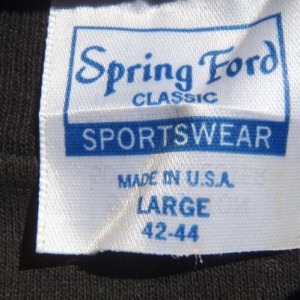 Spring Ford
CLASSIC
SPORTSWEAR
MADE IN U.S.A.
LARGE
42-44